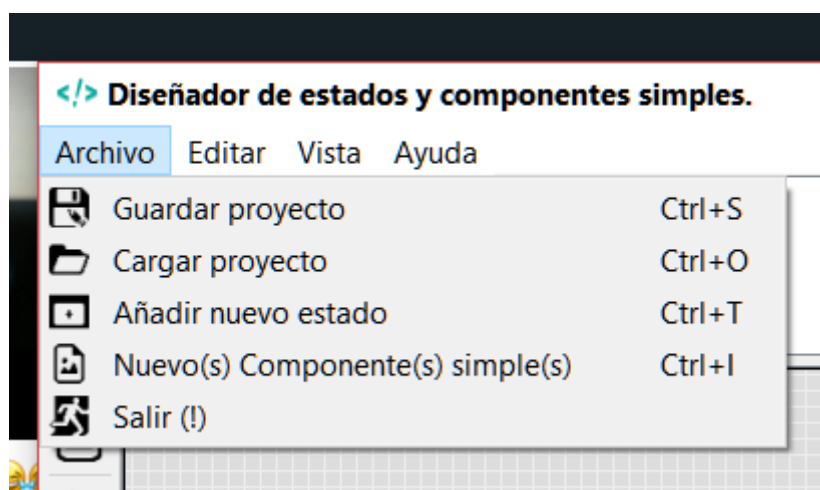 </> Diseñador de estados y componentes simples.
Archivo Editar Vista Ayuda
Guardar proyecto Ctrl+S
Cargar proyecto Ctrl+O
Añadir nuevo estado Ctrl+T
Nuevo(s) Componente(s) simple(s) Ctrl+I
Salir (!)